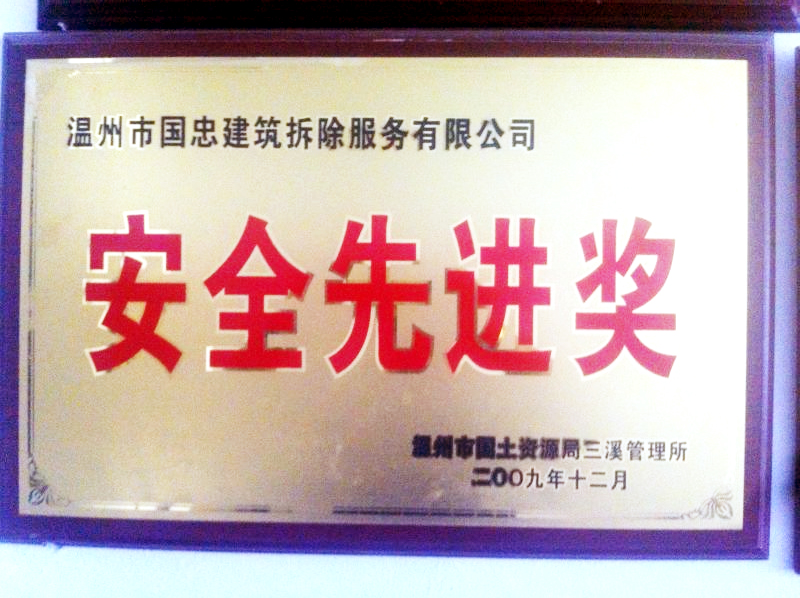 温州市国忠建筑拆除服务有限公司
安全先进奖
温州市国土资源局三溪管理所
二〇〇九年十二月